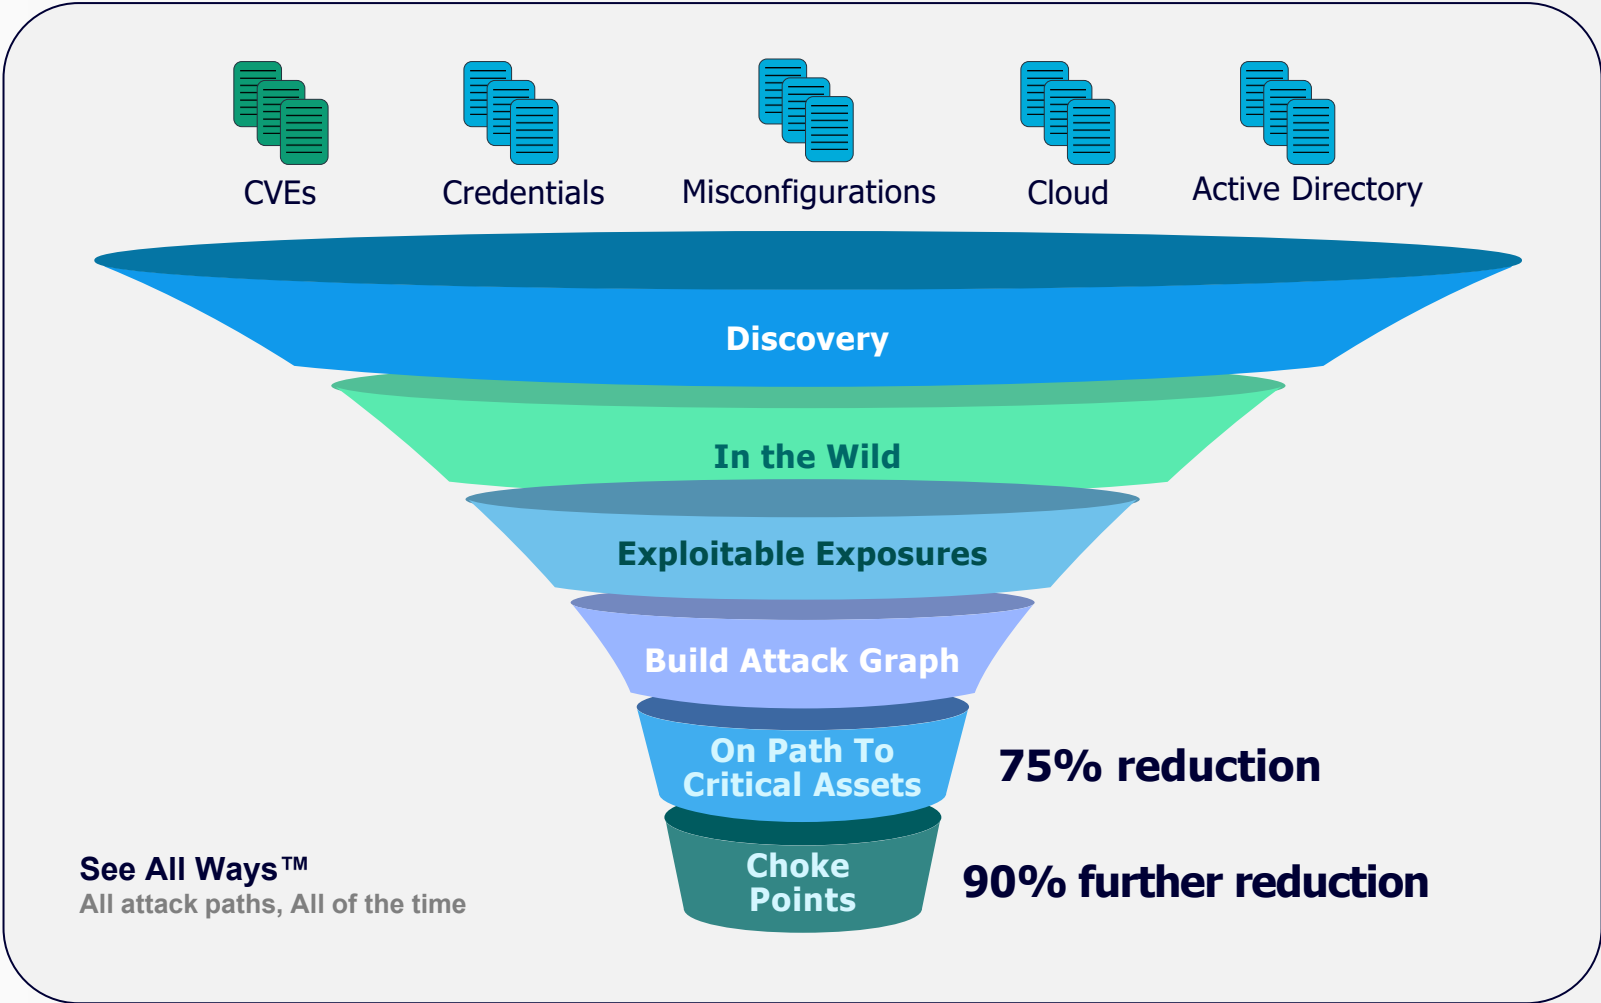 CVEs
Credentials
Misconfigurations
Cloud
Active Directory
Discovery
In the Wild
Exploitable Exposures
Build Attack Graph
On Path To
Critical Assets
75% reduction
Choke
Points
90% further reduction
See All Ways™
All attack paths, All of the time